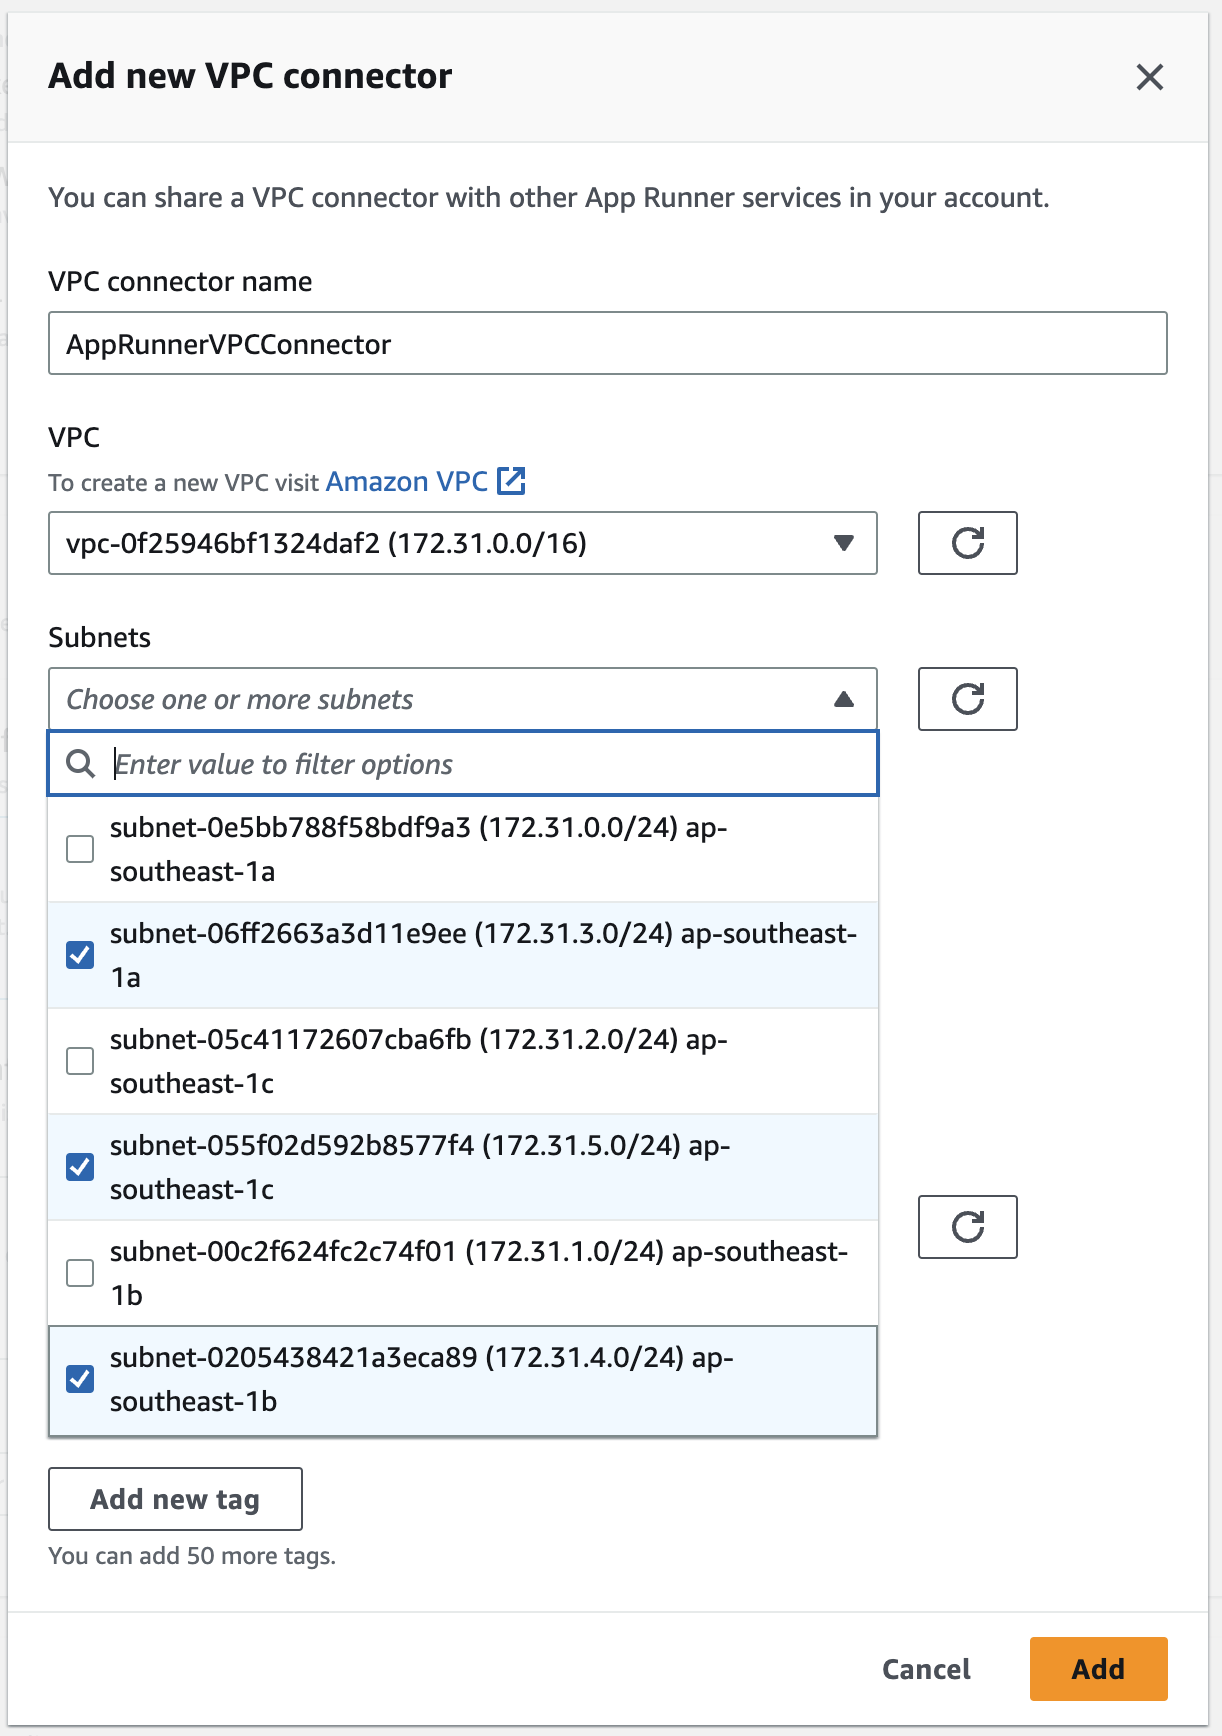 Add new VPC connector
You can share a VPC connector with other App Runner services in your account.
VPC connector name
AppRunnerVPCConnector
VPC
To create a new VPC visit Amazon VPC
vpc-0f25946bf1324daf2 (172.31.0.0/16)
Subnets
Choose one or more subnets
Enter value to filter options
subnet-0e5bb788f58bdf9a3 (172.31.0.0/24) ap-
southeast-1a
subnet-06ff2663a3d11e9ee (172.31.3.0/24) ap-southeast-
1a
subnet-05c41172607cba6fb (172.31.2.0/24) ap-
southeast-1c
subnet-055f02d592b8577f4 (172.31.5.0/24) ap-
southeast-1c
subnet-00c2f624fc2c74f01 (172.31.1.0/24) ap-southeast-
1b
subnet-0205438421a3eca89 (172.31.4.0/24) ap-
southeast-1b
Add new tag
You can add 50 more tags.
Cancel
Add